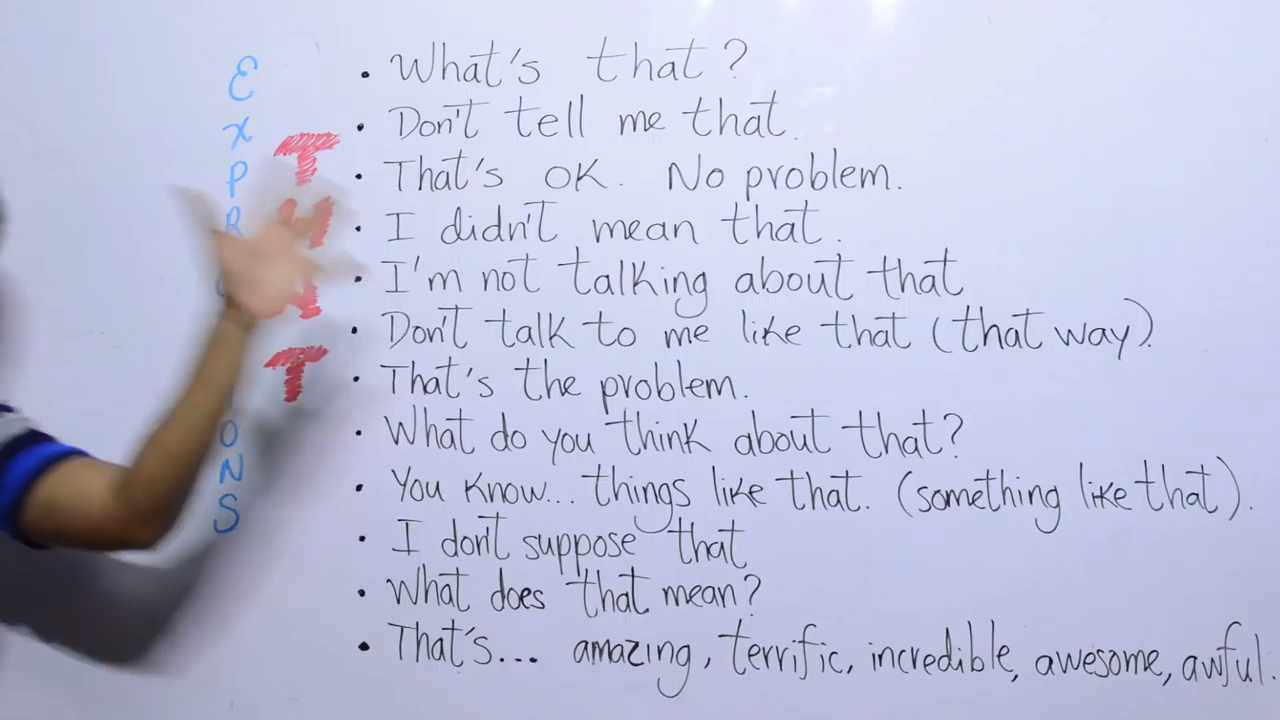 E
X
P
R
O
N
S
T
H
T
• What's that?
• Don't tell me that.
• That's OK. No problem.
• I didn't mean that.
• I'm not talking about that
• Don't talk to me like that (that way).
• That's the problem.
• What do you think about that?
• You know... things like that. (something like that).
• I don't suppose that
• What does that mean?
• That's... amazing, terrific, incredible, awesome, awful.